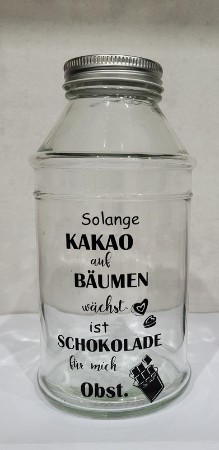 Solange
KAKAO
auf
BÄUMEN
wächst.
ist
SCHOKOLADE
für mich
Obst.